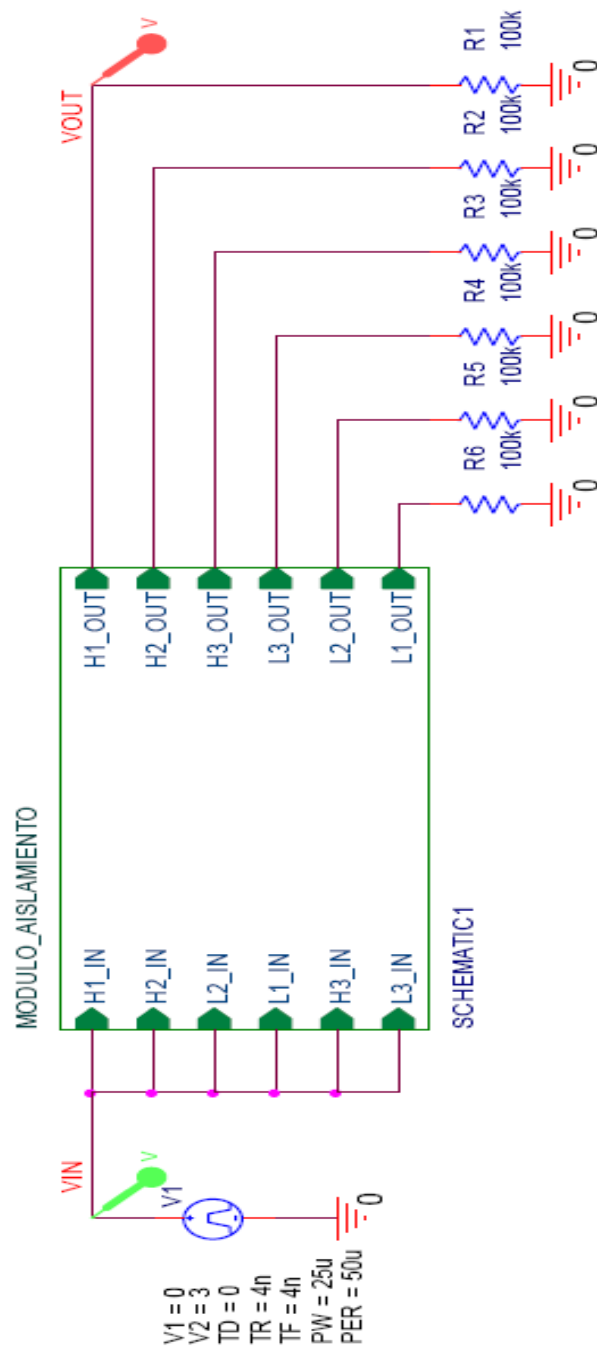 MODULO_AISLAMIENTO
VIN
V
VOUT
V
H1_IN
H2_IN
L2_IN
L1_IN
H3_IN
L3_IN
H1_OUT
H2_OUT
H3_OUT
L3_OUT
L2_OUT
L1_OUT
SCHEMATIC1
V1
V1 = 0
V2 = 3
TD = 0
TR = 4n
TF = 4n
PW = 25u
PER = 50u
0
R6
100k
0
R5
100k
0
R4
100k
0
R3
100k
0
R2
100k
0
R1
100k
0